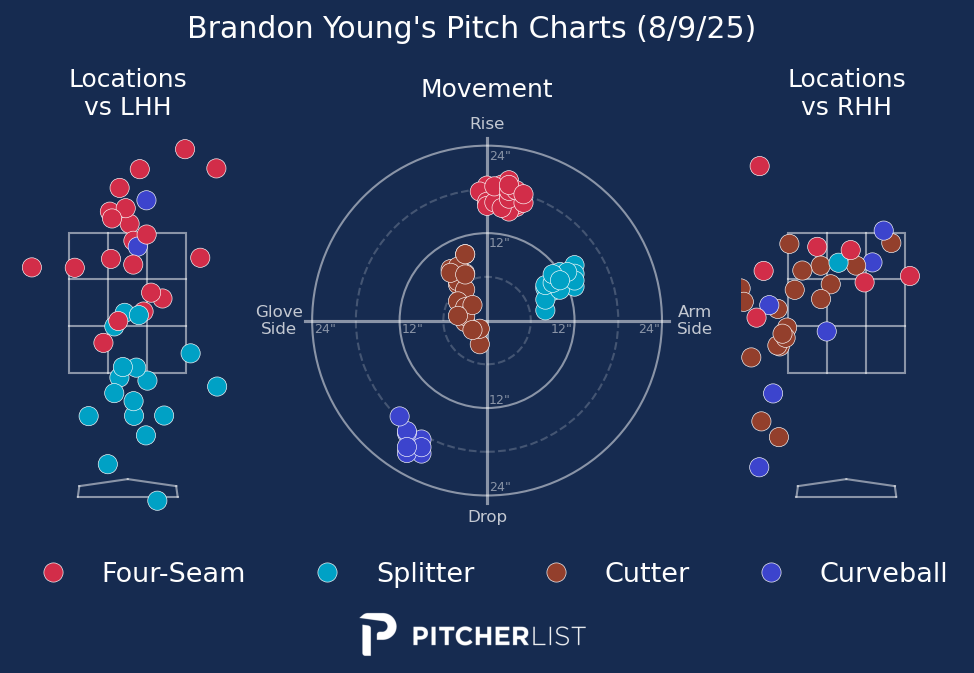 Brandon Young's Pitch Charts (8/9/25)
Locations
vs LHH
Movement
Locations
vs RHH
Rise
24"
12"
Glove
Side
24"
12"
12"
24"
Arm
Side
12"
24"
Drop
Four-Seam
Splitter
Cutter
Curveball
PITCHERLIST